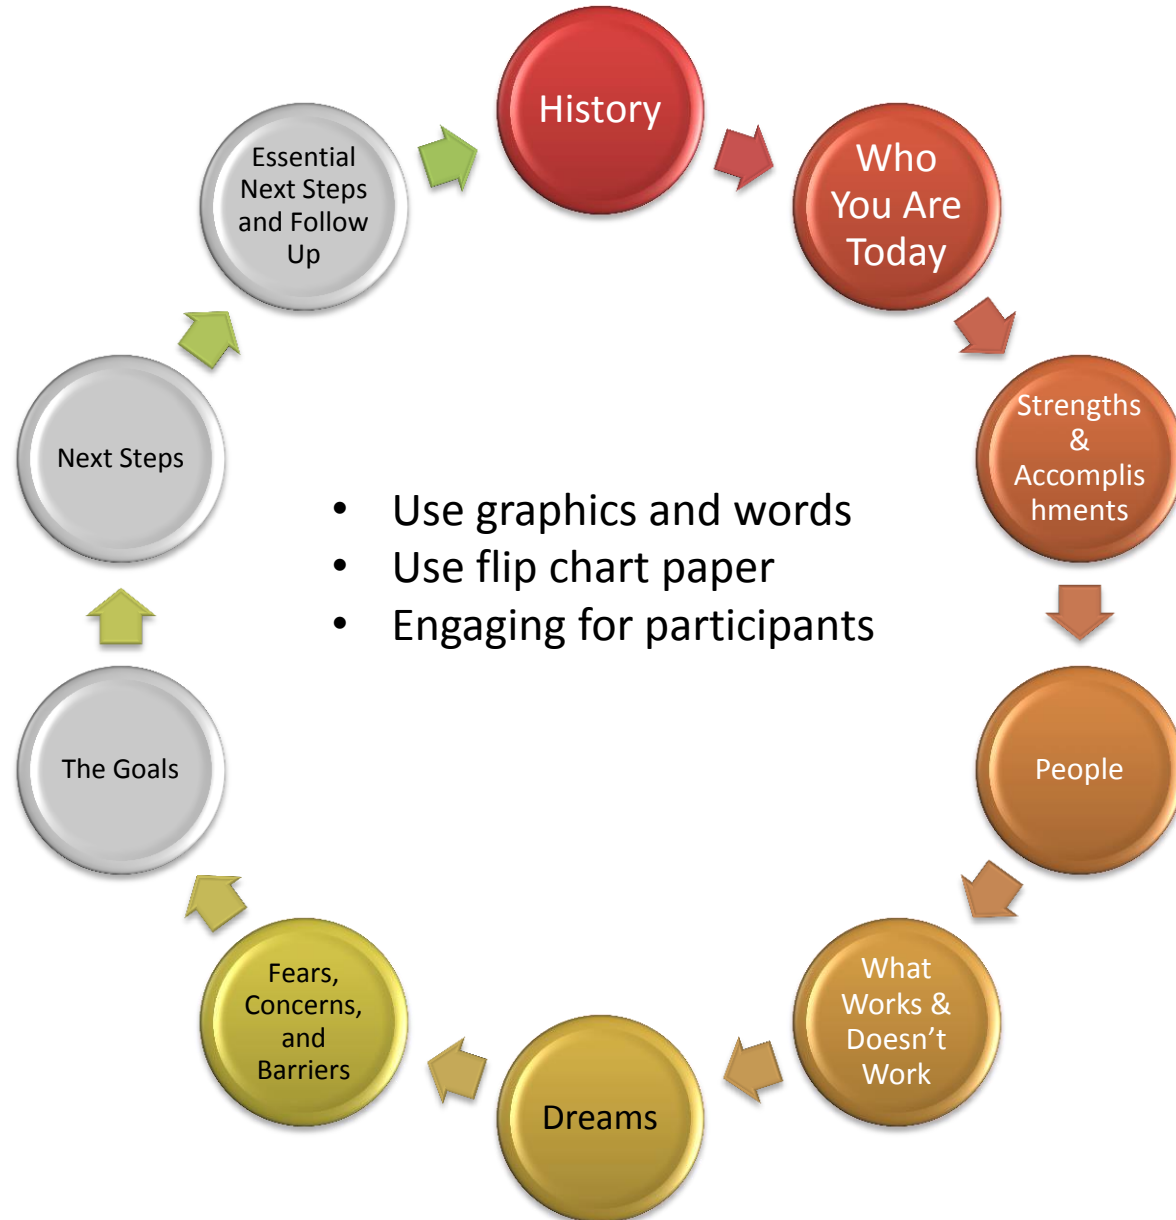 History
Who
You Are
Today
Strengths
&
Accomplis
hments
People
What
Works &
Doesn’t
Work
Dreams
Fears,
Concerns,
and
Barriers
The Goals
Next Steps
Essential
Next Steps
and Follow
Up
• Use graphics and words
• Use flip chart paper
• Engaging for participants